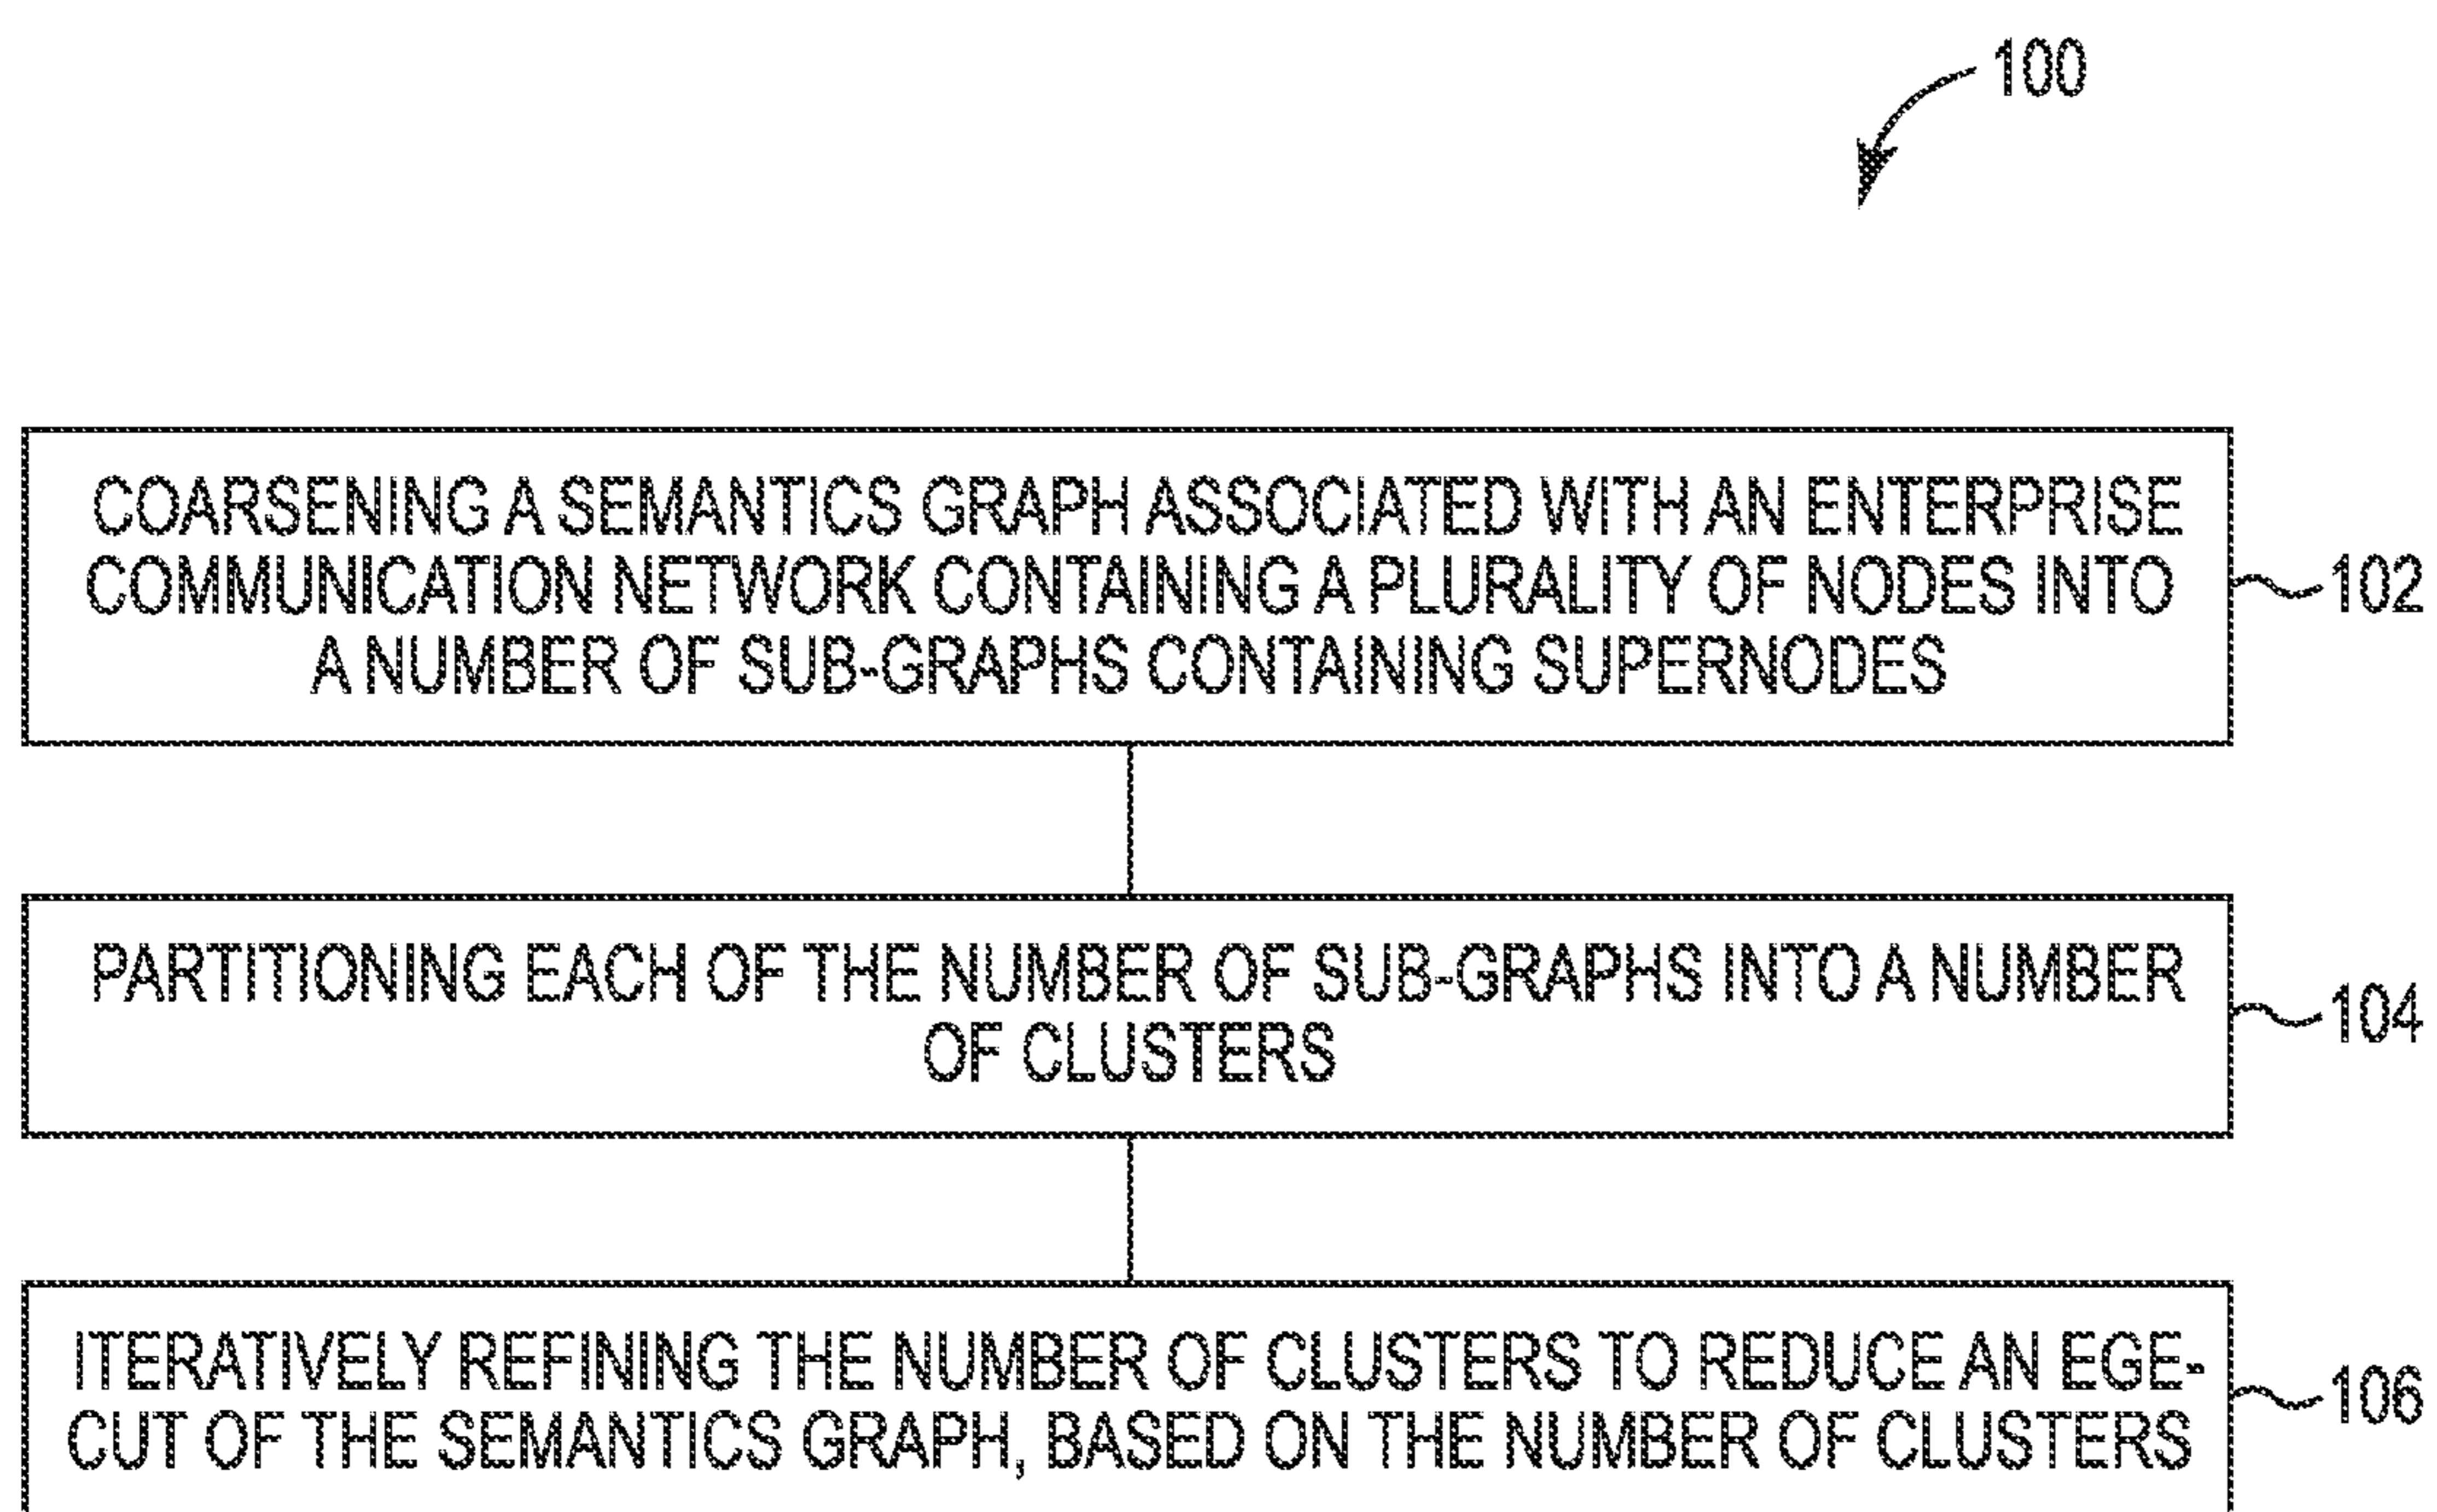 100
COARSENING A SEMANTICS GRAPH ASSOCIATED WITH AN ENTERPRISE
COMMUNICATION NETWORK CONTAINING A PLURALITY OF NODES INTO
A NUMBER OF SUB-GRAPHS CONTAINING SUPERNODES
102
PARTITIONING EACH OF THE NUMBER OF SUB-GRAPHS INTO A NUMBER
OF CLUSTERS
104
ITERATIVELY REFINING THE NUMBER OF CLUSTERS TO REDUCE AN EGE-
CUT OF THE SEMANTICS GRAPH, BASED ON THE NUMBER OF CLUSTERS
106